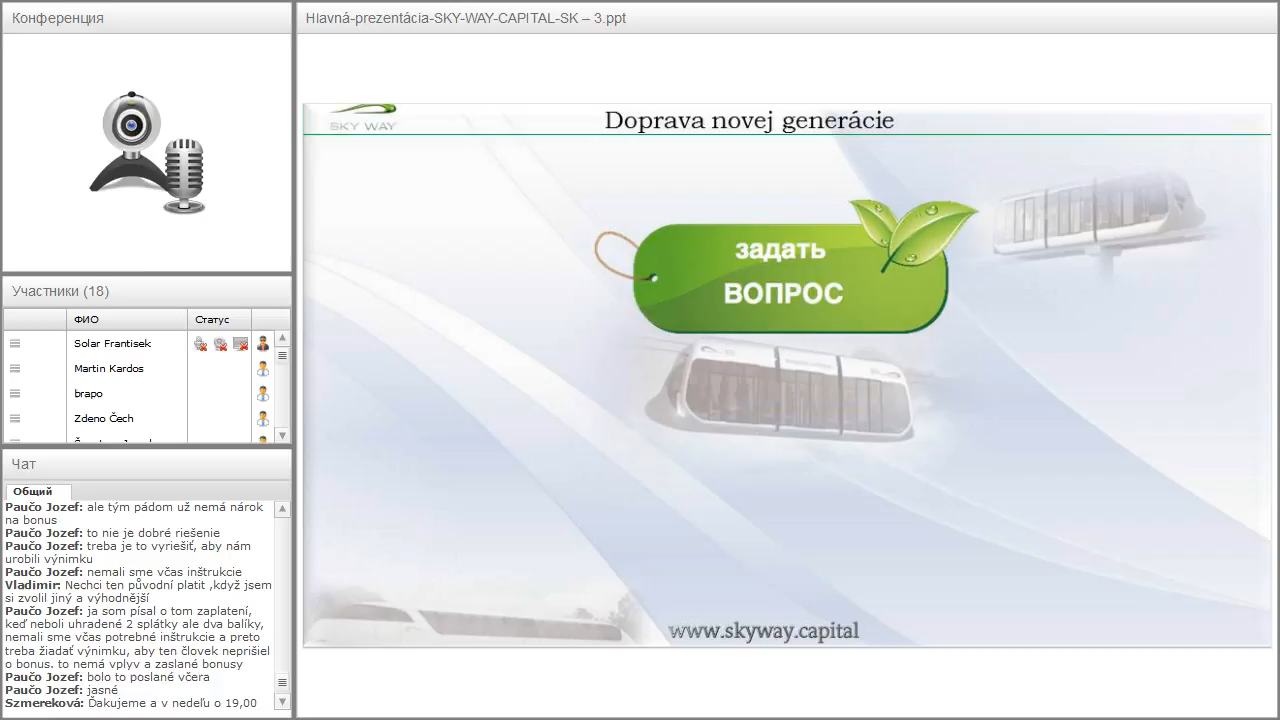 Конференция
Hlavná-prezentácia-SKY-WAY-CAPITAL-SK – 3.ppt
SKY WAY
Doprava novej generácie
задать
ВОПРОС
www.skyway.capital
Участники (18)
ФИО Статус
Solar Frantisek
Martin Kardos
brapo
Zdeno Čech
Чат
Общий
Paučo Jozef: ale tým pádom už nemá nárok
na bonus
Paučo Jozef: to nie je dobré riešenie
Paučo Jozef: treba je to vyriešiť, aby nám
urobili výnimku
Paučo Jozef: nemali sme včas inštrukcie
Vladimir: Nechci ten původní platit ,když jsem
si zvolil jiný a výhodnější
Paučo Jozef: ja som písal o tom zaplatení,
keď neboli uhradené 2 splátky ale dva balíky,
nemali sme včas potrebné inštrukcie a preto
treba žiadať výnimku, aby ten človek neprišiel
o bonus. to nemá vplyv a zaslané bonusy
Paučo Jozef: bolo to poslané včera
Paučo Jozef: jasné
Szmereková: Ďakujeme a v nedeľu o 19,00